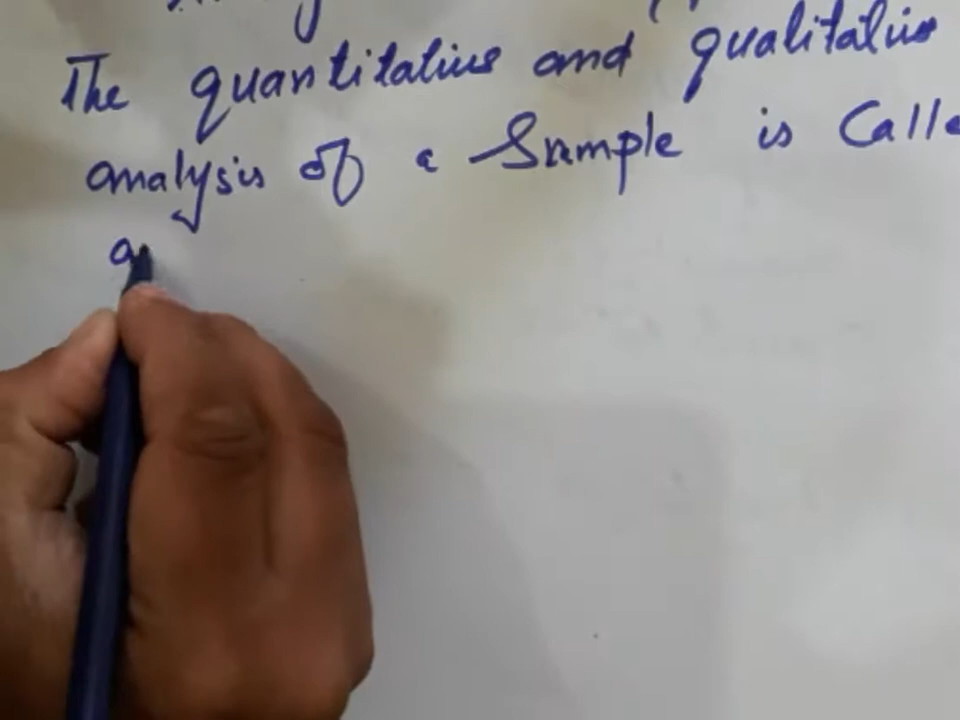 The quantitative and qualitative
analysis of a Sample is Calle
a